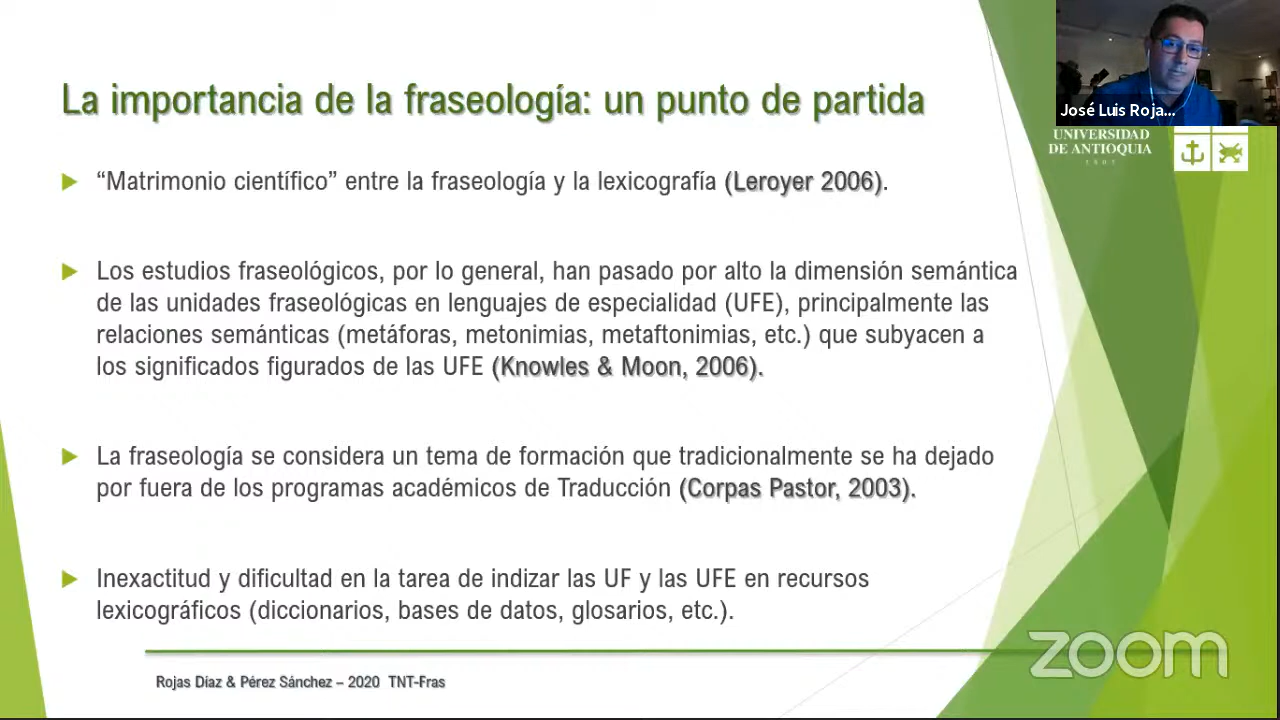 José Luis Roja...
UNIVERSIDAD
DE ANTIOQUIA
1803
La importancia de la fraseología: un punto de partida
“Matrimonio científico” entre la fraseología y la lexicografía (Leroyer 2006).
Los estudios fraseológicos, por lo general, han pasado por alto la dimensión semántica
de las unidades fraseológicas en lenguajes de especialidad (UFE), principalmente las
relaciones semánticas (metáforas, metonimias, metaftonimias, etc.) que subyacen a
los significados figurados de las UFE (Knowles & Moon, 2006).
La fraseología se considera un tema de formación que tradicionalmente se ha dejado
por fuera de los programas académicos de Traducción (Corpas Pastor, 2003).
Inexactitud y dificultad en la tarea de indizar las UF y las UFE en recursos
lexicográficos (diccionarios, bases de datos, glosarios, etc.).
zoom
Rojas Díaz & Pérez Sánchez – 2020 TNT-Fras